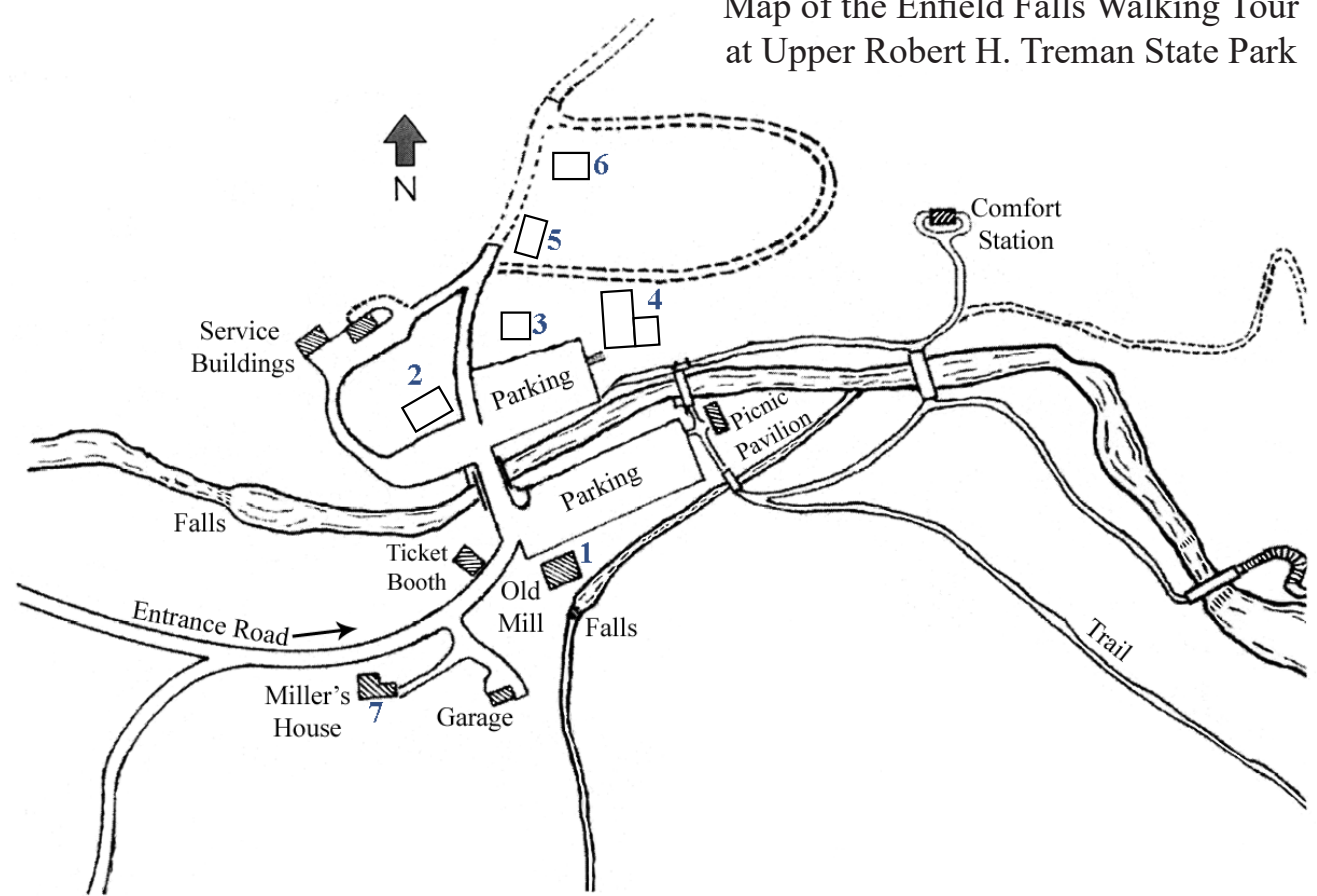 Map of the Enfield Falls Walking Tour
at Upper Robert H. Treman State Park
N
6
5
Comfort
Station
4
3
Service
Buildings
2
Parking
Picnic
Pavilion
Parking
Falls
Ticket
Booth
1
Old
Mill
Falls
Entrance Road
Trail
Miller's
House
7
Garage